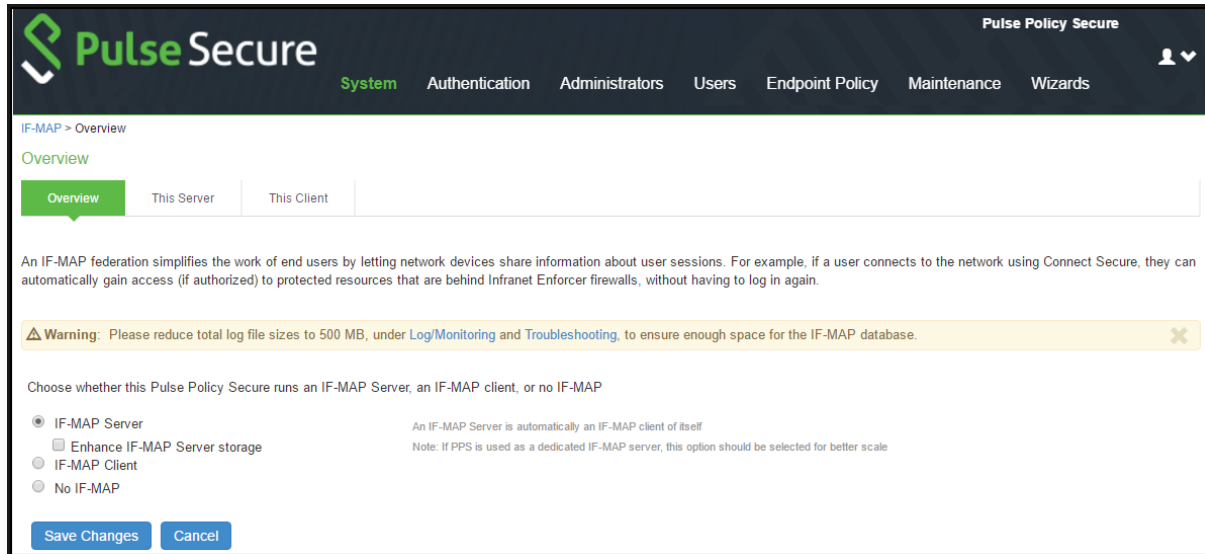 Pulse Policy Secure
Pulse Secure
System Authentication Administrators Users Endpoint Policy Maintenance Wizards
IF-MAP > Overview
Overview
Overview This Server This Client
An IF-MAP federation simplifies the work of end users by letting network devices share information about user sessions. For example, if a user connects to the network using Connect Secure, they can
automatically gain access (if authorized) to protected resources that are behind Infranet Enforcer firewalls, without having to log in again.
Warning: Please reduce total log file sizes to 500 MB, under Log/Monitoring and Troubleshooting, to ensure enough space for the IF-MAP database.
Choose whether this Pulse Policy Secure runs an IF-MAP Server, an IF-MAP client, or no IF-MAP
IF-MAP Server An IF-MAP Server is automatically an IF-MAP client of itself
Enhance IF-MAP Server storage Note: If PPS is used as a dedicated IF-MAP server, this option should be selected for better scale
IF-MAP Client
No IF-MAP
Save Changes Cancel